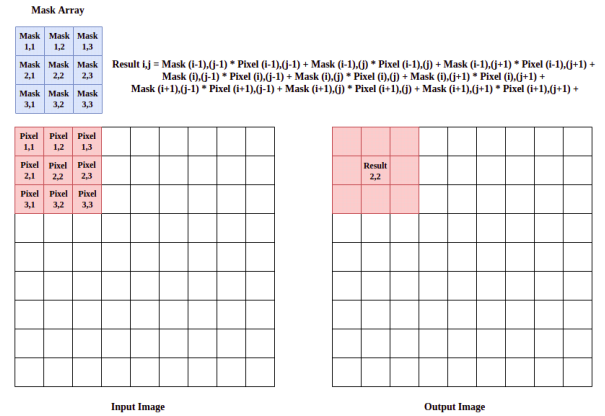 Mask Array
Mask Mask Mask
1,1 1,2 1,3
Mask Mask Mask
2,1 2,2 2,3
Mask Mask Mask
3,1 3,2 3,3
Result i,j = Mask (i-1),(j-1) * Pixel (i-1),(j-1) + Mask (i-1),(j) * Pixel (i-1),(j) + Mask (i-1),(j+1) * Pixel (i-1),(j+1) +
Mask (i),(j-1) * Pixel (i),(j-1) + Mask (i),(j) * Pixel (i),(j) + Mask (i),(j+1) * Pixel (i),(j+1) +
Mask (i+1),(j-1) * Pixel (i+1),(j-1) + Mask (i+1),(j) * Pixel (i+1),(j) + Mask (i+1),(j+1) * Pixel (i+1),(j+1) +
Pixel Pixel Pixel
1,1 1,2 1,3
Pixel Pixel Pixel
2,1 2,2 2,3
Pixel Pixel Pixel
3,1 3,2 3,3
Result
2,2
Input Image
Output Image